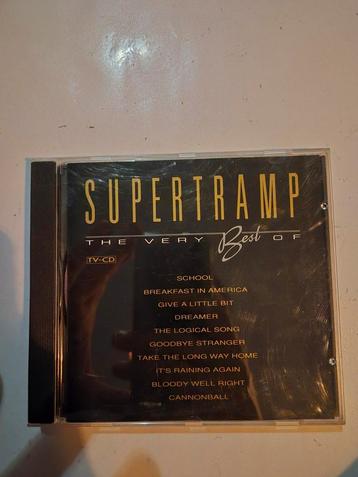 SUPERTRAMP
THE VERY Best OF
TV-CD
SCHOOL
BREAKFAST IN AMERICA
GIVE A LITTLE BIT
DREAMER
THE LOGICAL SONG
GOODBYE STRANGER
TAKE THE LONG WAY HOME
IT'S RAINING AGAIN
BLOODY WELL RIGHT
CANNONBALL